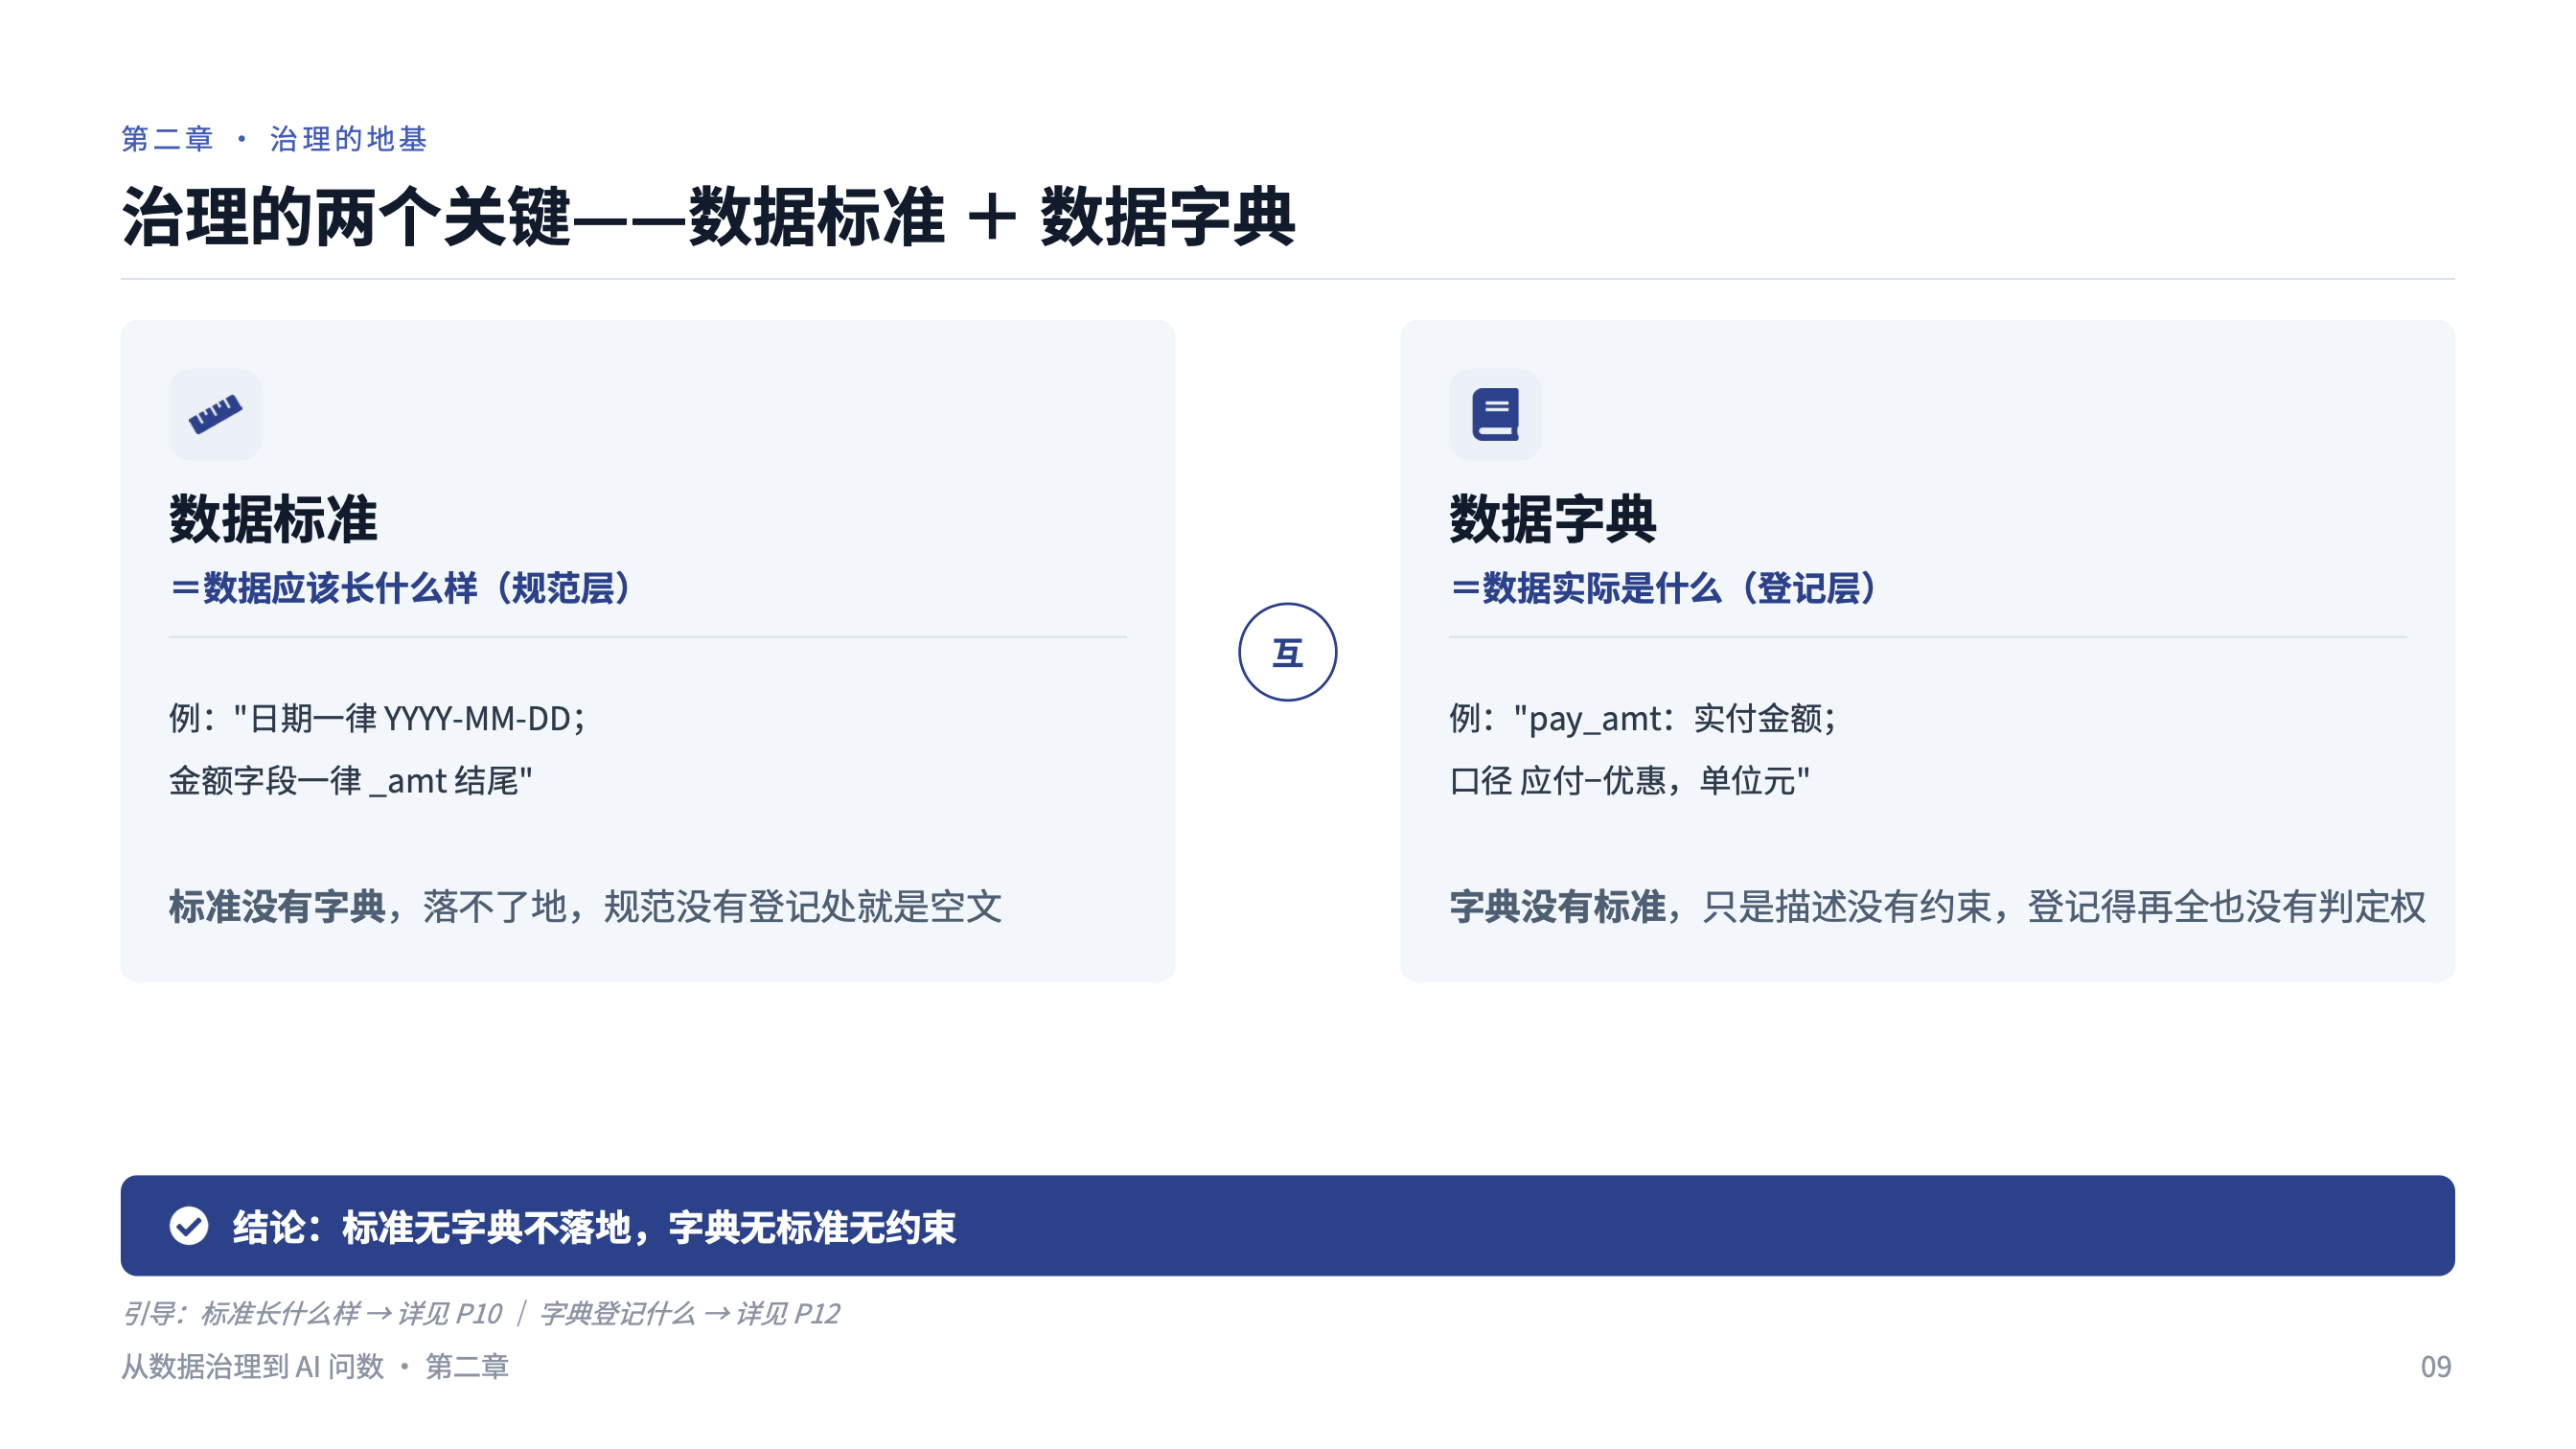 第二章 · 治理的地基
治理的两个关键——数据标准 ＋ 数据字典
数据标准
＝数据应该长什么样（规范层）
例："日期一律 YYYY-MM-DD；
金额字段一律 _amt 结尾"
标准没有字典，落不了地，规范没有登记处就是空文
互
数据字典
＝数据实际是什么（登记层）
例："pay_amt：实付金额；
口径 应付−优惠，单位元"
字典没有标准，只是描述没有约束，登记得再全也没有判定权
结论：标准无字典不落地，字典无标准无约束
引导：标准长什么样 → 详见 P10｜字典登记什么 → 详见 P12
从数据治理到 AI 问数 · 第二章
09